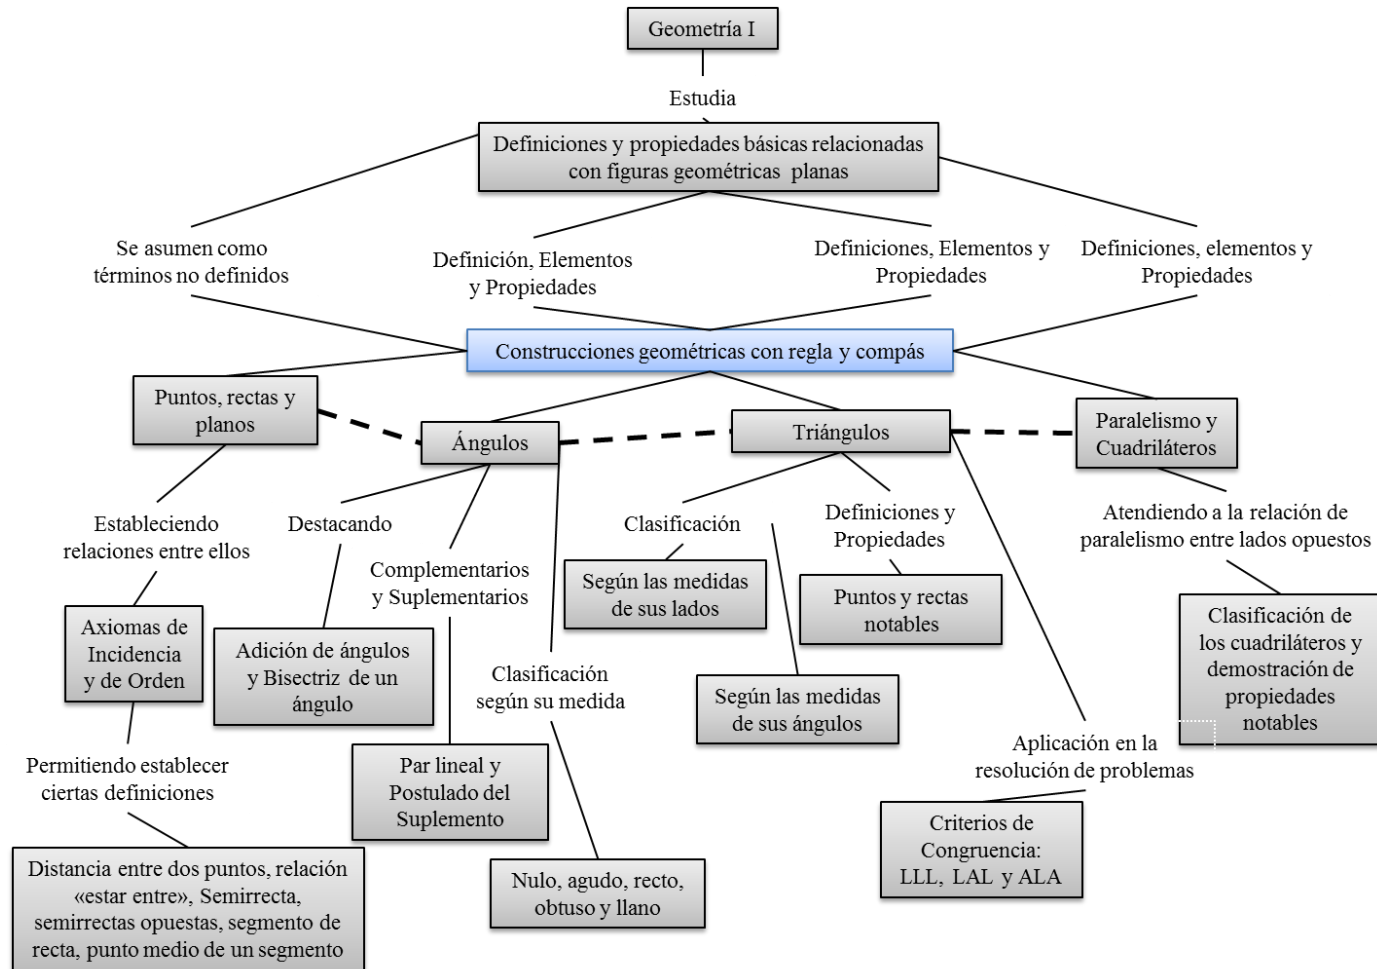 Geometría I
Estudia
Definiciones y propiedades básicas relacionadas
con figuras geométricas planas
Se asumen como
términos no definidos
Definición, Elementos
y Propiedades
Definiciones, Elementos y
Propiedades
Definiciones, elementos y
Propiedades
Construcciones geométricas con regla y compás
Puntos, rectas y
planos
Ángulos
Triángulos
Paralelismo y
Cuadriláteros
Estableciendo
relaciones entre ellos
Destacando
Complementarios
y Suplementarios
Clasificación
Definiciones y
Propiedades
Atendiendo a la relación de
paralelismo entre lados opuestos
Axiomas de
Incidencia
y de Orden
Adición de ángulos
y Bisectriz de un
ángulo
Clasificación
según su medida
Según las medidas
de sus lados
Puntos y rectas
notables
Según las medidas
de sus ángulos
Clasificación de
los cuadriláteros y
demostración de
propiedades
notables
Permitiendo establecer
ciertas definiciones
Par lineal y
Postulado del
Suplemento
Aplicación en la
resolución de problemas
Distancia entre dos puntos, relación
«estar entre», Semirrecta,
semirrectas opuestas, segmento de
recta, punto medio de un segmento
Nulo, agudo, recto,
obtuso y llano
Criterios de
Congruencia:
LLL, LAL y ALA